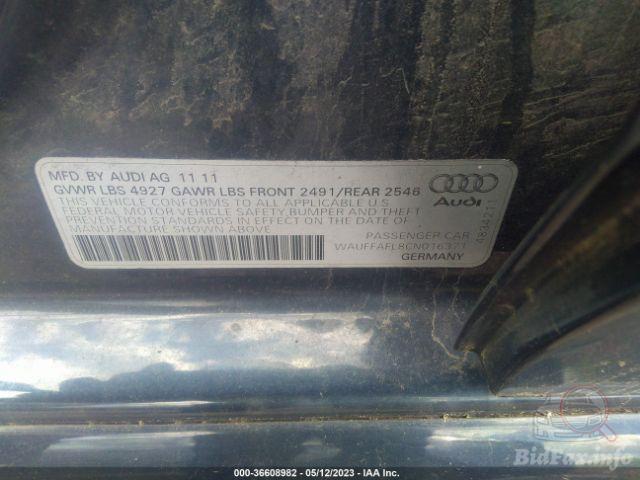 MFD. BY AUDI AG 11 11
GVWR LBS 4927 GAWR LBS FRONT 2491/REAR 2546
THIS VEHICLE CONFORMS TO ALL APPLICABLE U.S
FEDERAL MOTOR VEHICLE SAFETY,BUMPER AND THEFT
PREVENTION STANDARDS IN EFFECT ON THE DATE OF
MANUFACTURE SHOWN ABOVE
PASSENGER CAR
WAUFFAFL8CN016371
GERMANY
Audi
4834211
000-36608982 - 05/12/2023 - IAA Inc.
BidFax.info